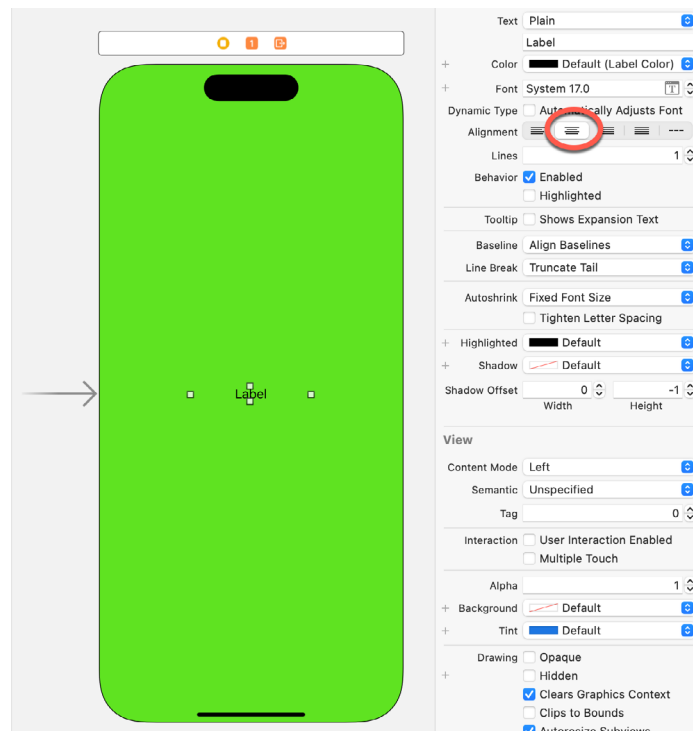 1
Label
Text Plain
Label
Color Default (Label Color)
Font System 17.0 T
Dynamic Type Automatically Adjusts Font
Alignment ---
Lines 1
Behavior Enabled
Highlighted
Tooltip Shows Expansion Text
Baseline Align Baselines
Line Break Truncate Tail
Autoshrink Fixed Font Size
Tighten Letter Spacing
Highlighted Default
Shadow Default
Shadow Offset 0 -1
Width Height
View
Content Mode Left
Semantic Unspecified
Tag 0
Interaction User Interaction Enabled
Multiple Touch
Alpha 1
Background Default
Tint Default
Drawing Opaque
Hidden
Clears Graphics Context
Clips to Bounds
Autoresize Subviews